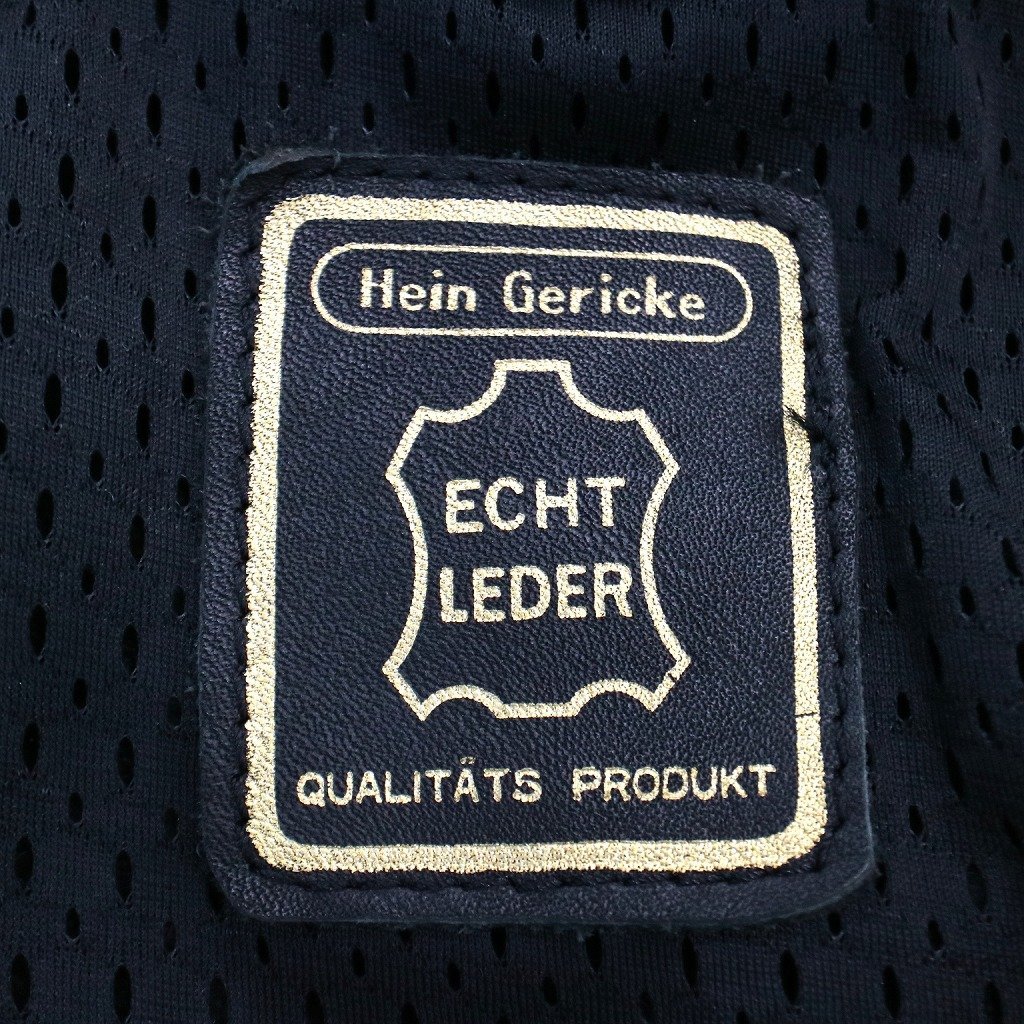 Hein Gericke
ECHT
LEDER
QUALITÄTS PRODUKT